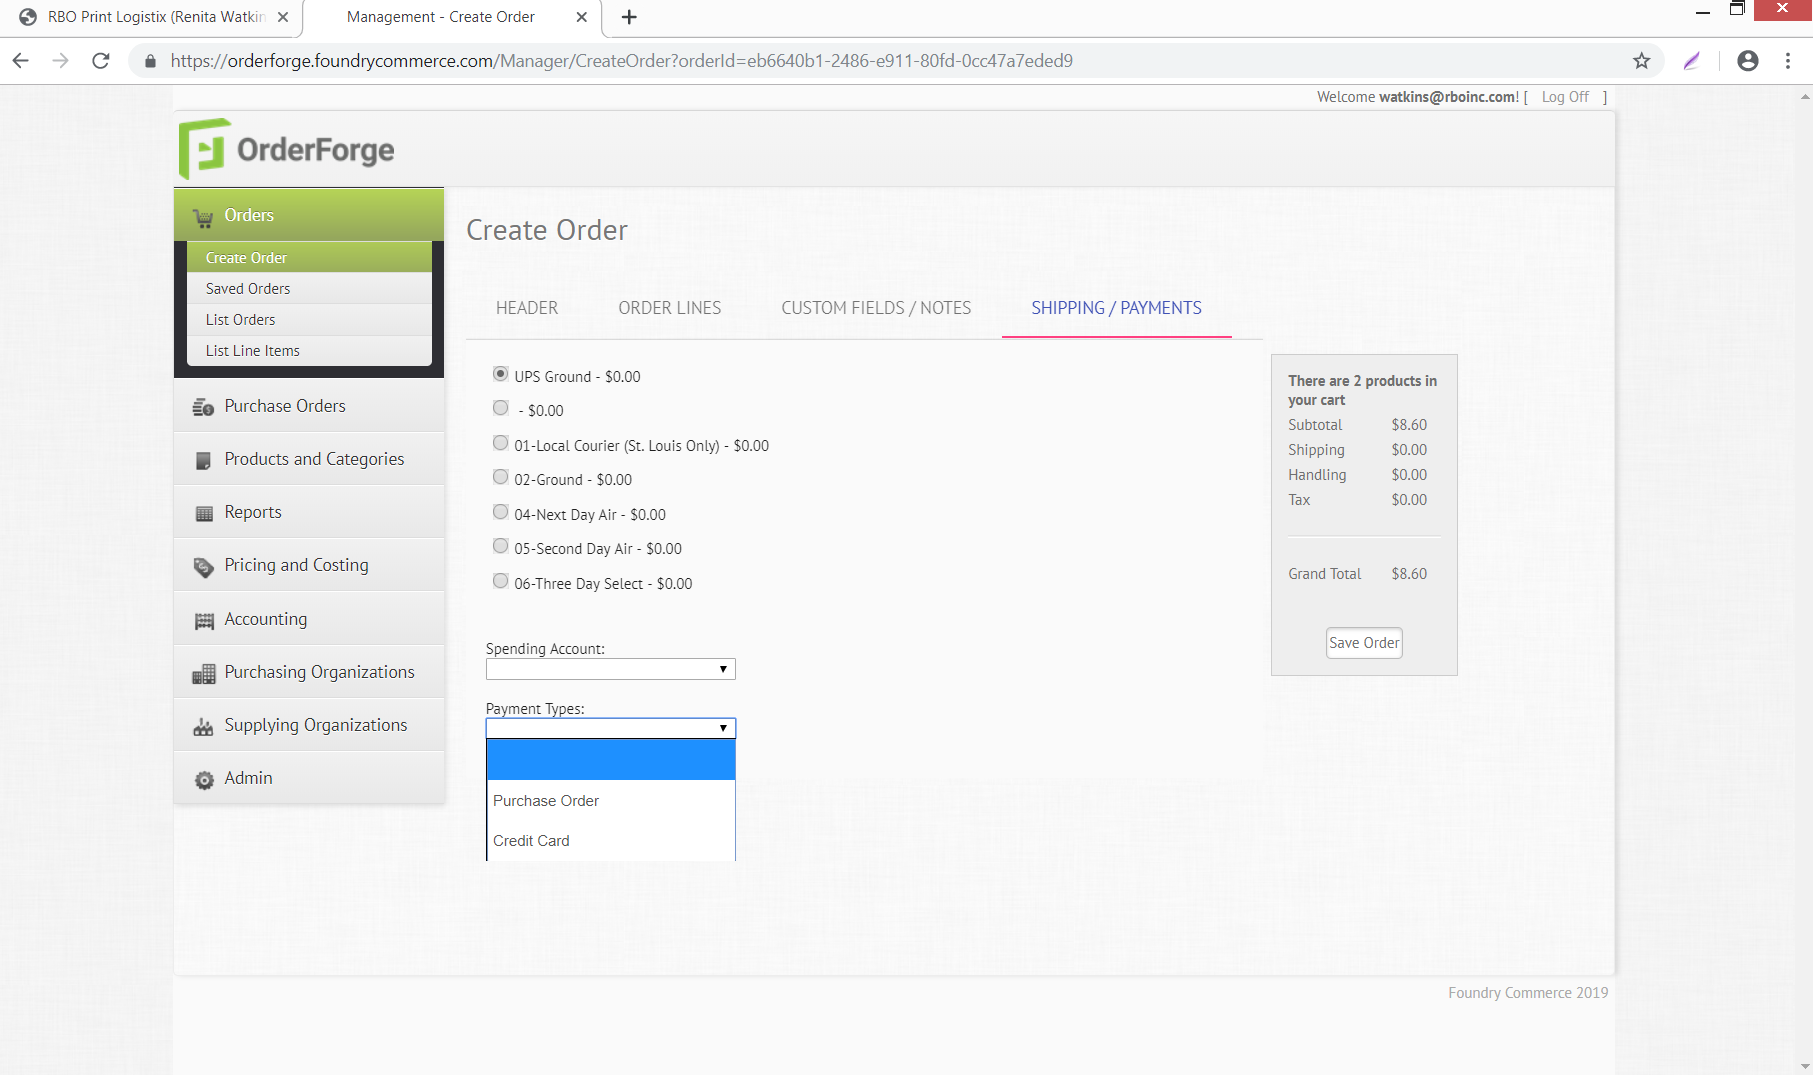 RBO Print Logistix (Renita Watkin
Management - Create Order
https://orderforge.foundrycommerce.com/Manager/CreateOrder?orderId=eb6640b1-2486-e911-80fd-0cc47a7eded9
Welcome watkins@rboinc.com! [ Log Off ]
OrderForge
Orders
Create Order
Saved Orders
List Orders
List Line Items
Purchase Orders
Products and Categories
Reports
Pricing and Costing
Accounting
Purchasing Organizations
Supplying Organizations
Admin
Create Order
HEADER ORDER LINES CUSTOM FIELDS / NOTES SHIPPING / PAYMENTS
UPS Ground - $0.00
- $0.00
01-Local Courier (St. Louis Only) - $0.00
02-Ground - $0.00
04-Next Day Air - $0.00
05-Second Day Air - $0.00
06-Three Day Select - $0.00
Spending Account:
Payment Types:
Purchase Order
Credit Card
There are 2 products in
your cart
Subtotal $8.60
Shipping $0.00
Handling $0.00
Tax $0.00
Grand Total $8.60
Save Order
Foundry Commerce 2019